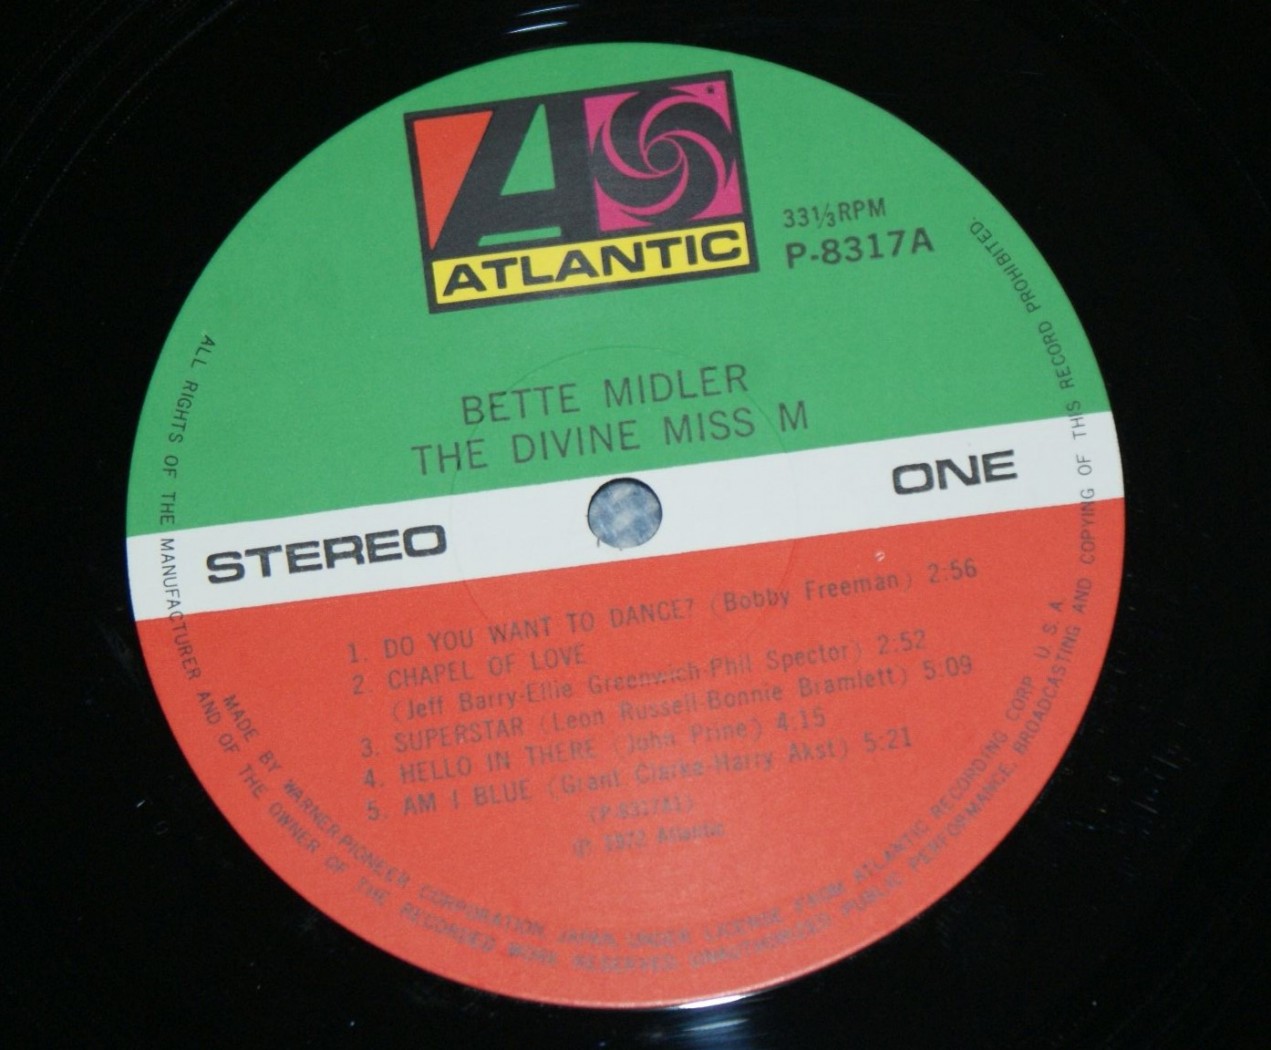 ATLANTIC
33⅓RPM
P-8317A
BETTE MIDLER
THE DIVINE MISS M
STEREO
ONE
1. DO YOU WANT TO DANCE? (Bobby Freeman) 2:56
2. CHAPEL OF LOVE
(Jeff Barry-Ellie Greenwich-Phil Spector) 2:52
3. SUPERSTAR (Leon Russell-Bonnie Bramlett) 5:09
4. HELLO IN THERE (John Prine) 4:15
5. AM I BLUE (Grant Clarke-Harry Akst) 5:21
(P-8317A1)
Ⓟ 1972 Atlantic
MADE BY WARNER-PIONEER CORPORATION JAPAN, UNDER LICENSE FROM ATLANTIC RECORDING CORP. U. S. A.
ALL RIGHTS OF THE MANUFACTURER AND OF THE OWNER OF THE RECORDED WORK RESERVED. UNAUTHORISED PUBLIC PERFORMANCE, BROADCASTING AND COPYING OF THIS RECORD PROHIBITED.